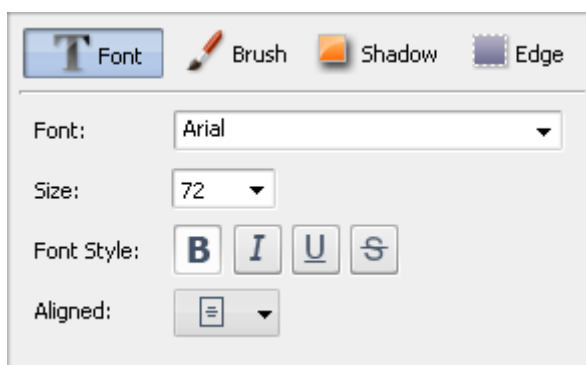 T Font Brush Shadow Edge
Font: Arial
Size: 72
Font Style: B I U S
Aligned: